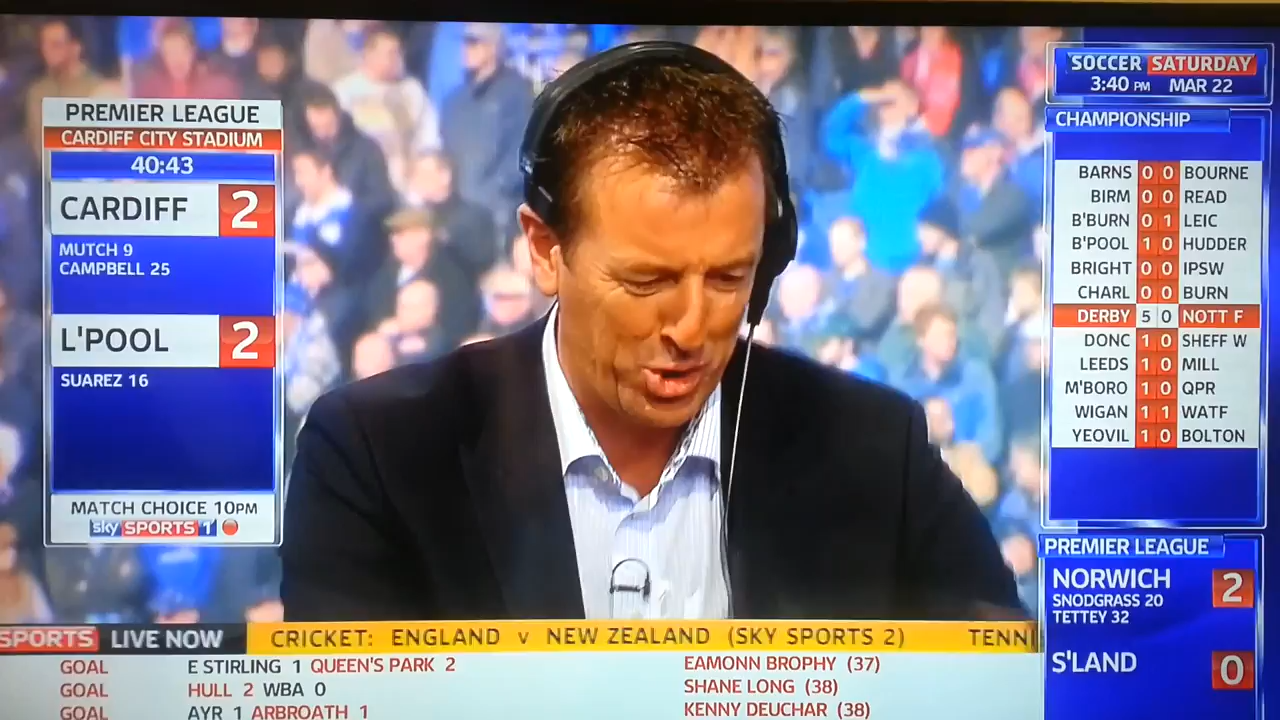 PREMIER LEAGUE
CARDIFF CITY STADIUM
40:43
CARDIFF 2
MUTCH 9
CAMPBELL 25
L'POOL 2
SUAREZ 16
MATCH CHOICE 10PM
sky SPORTS 1
SOCCER SATURDAY
3:40 PM MAR 22
CHAMPIONSHIP
BARNS 0 0 BOURNE
BIRM 0 0 READ
B'BURN 0 1 LEIC
B'POOL 1 0 HUDDER
BRIGHT 0 0 IPSW
CHARL 0 0 BURN
DERBY 5 0 NOTT F
DONC 1 0 SHEFF W
LEEDS 1 0 MILL
M'BORO 1 0 QPR
WIGAN 1 1 WATF
YEOVIL 1 0 BOLTON
PREMIER LEAGUE
NORWICH 2
SNODGRASS 20
TETTEY 32
S'LAND 0
SPORTS LIVE NOW CRICKET: ENGLAND v NEW ZEALAND (SKY SPORTS 2) TENNI
GOAL E STIRLING 1 QUEEN'S PARK 2 EAMONN BROPHY (37)
GOAL HULL 2 WBA 0 SHANE LONG (38)
GOAL AYR 1 ARBROATH 1 KENNY DEUCHAR (38)